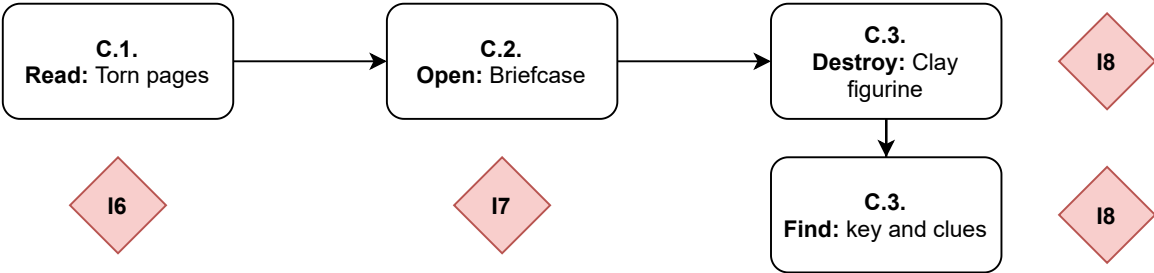 C.1.
Read: Torn pages
C.2.
Open: Briefcase
C.3.
Destroy: Clay
figurine
I8
I6
I7
C.3.
Find: key and clues
I8